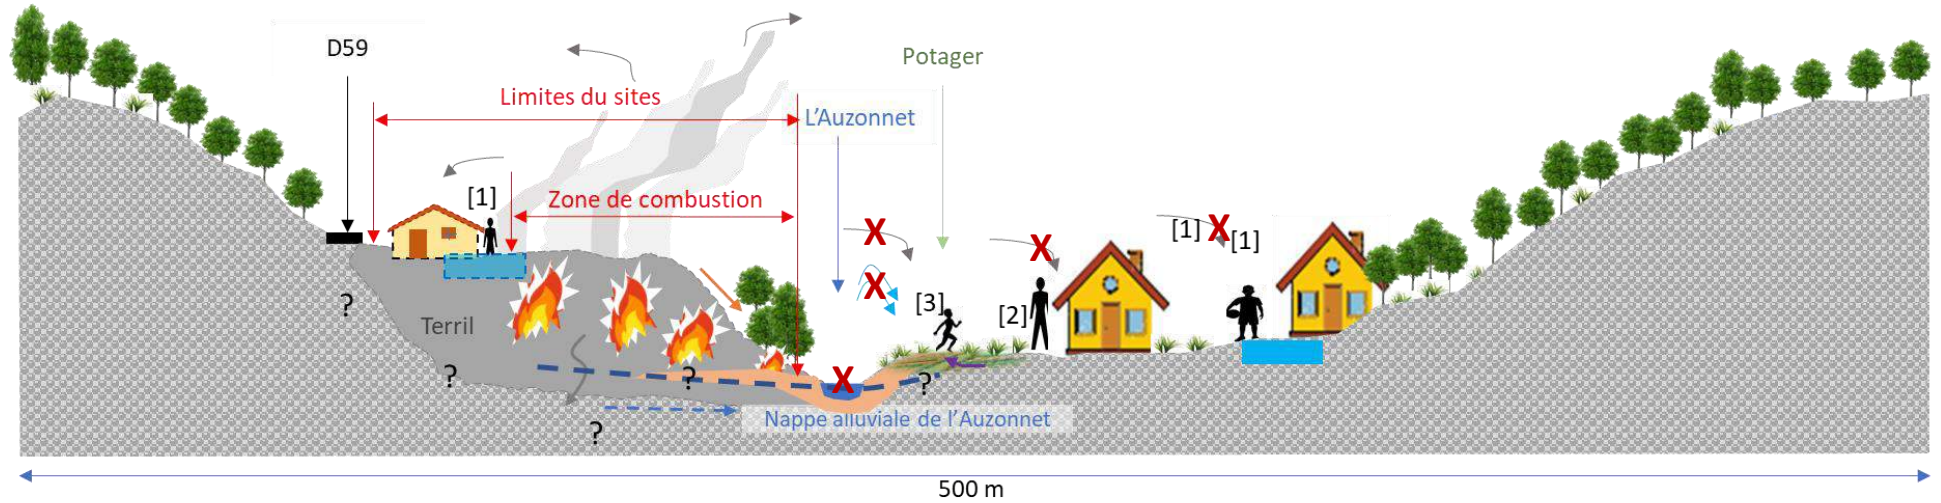 D59
Potager
Limites du sites
L'Auzonnet
[1]
Zone de combustion
X
X
X
[1]
X
[1]
[3]
[2]
?
Terril
?
?
X
?
Nappe alluviale de l'Auzonnet
?
500 m